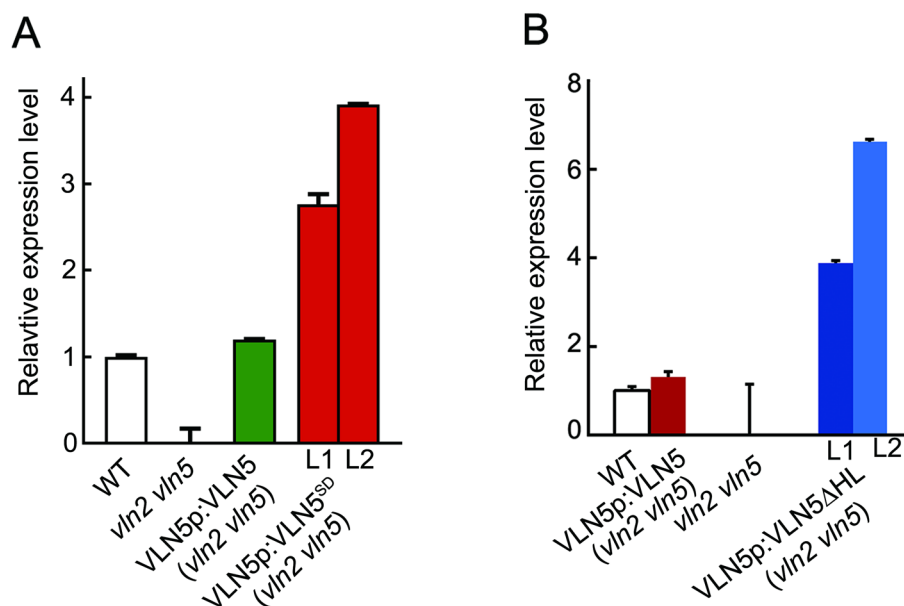 A
Relavtive expression level
4
3
2
1
0
WT
vln2 vln5
VLN5p:VLN5
(vln2 vln5)
L1 L2
VLN5p:VLN5^SD
(vln2 vln5)
B
Relative expression level
8
6
4
2
0
WT
VLN5p:VLN5
(vln2 vln5)
vln2 vln5
L1 L2
VLN5p:VLN5ΔHL
(vln2 vln5)